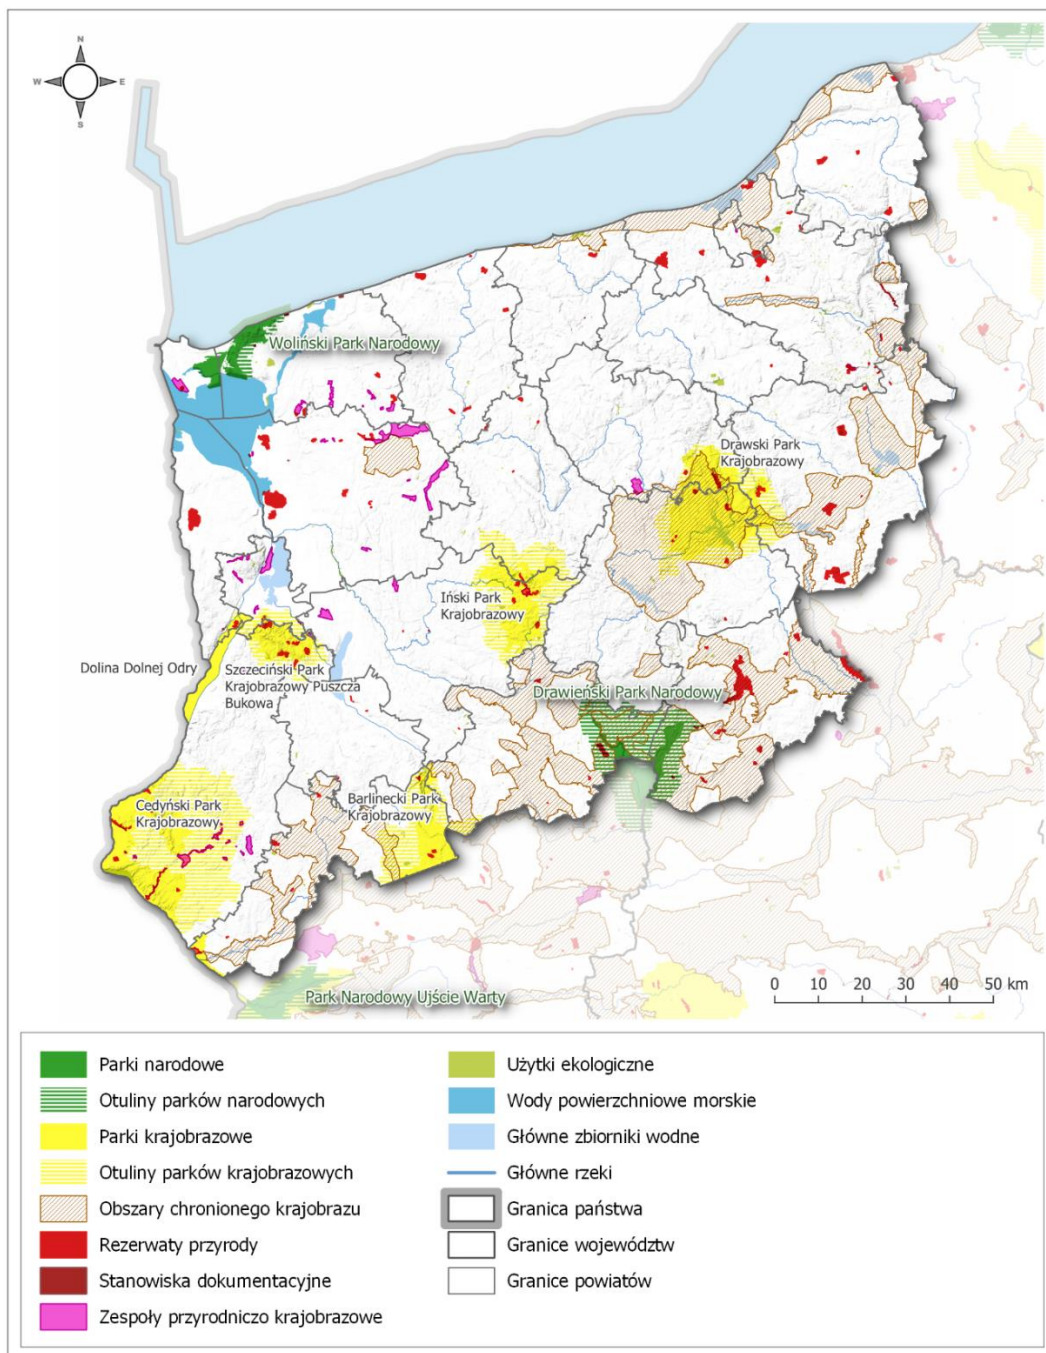 N
W
E
S
Woliński Park Narodowy
Drawski Park
Krajobrazowy
Iński Park
Krajobrazowy
Dolina Dolnej Odry
Szczeciński Park
Krajobrazowy Puszcza
Bukowa
Drawieński Park Narodowy
Barlinecki Park
Krajobrazowy
Cedyński Park
Krajobrazowy
Park Narodowy Ujście Warty
0 10 20 30 40 50 km
Parki narodowe
Otuliny parków narodowych
Parki krajobrazowe
Otuliny parków krajobrazowych
Obszary chronionego krajobrazu
Rezerwaty przyrody
Stanowiska dokumentacyjne
Zespoły przyrodniczo krajobrazowe
Użytki ekologiczne
Wody powierzchniowe morskie
Główne zbiorniki wodne
Główne rzeki
Granica państwa
Granice województw
Granice powiatów